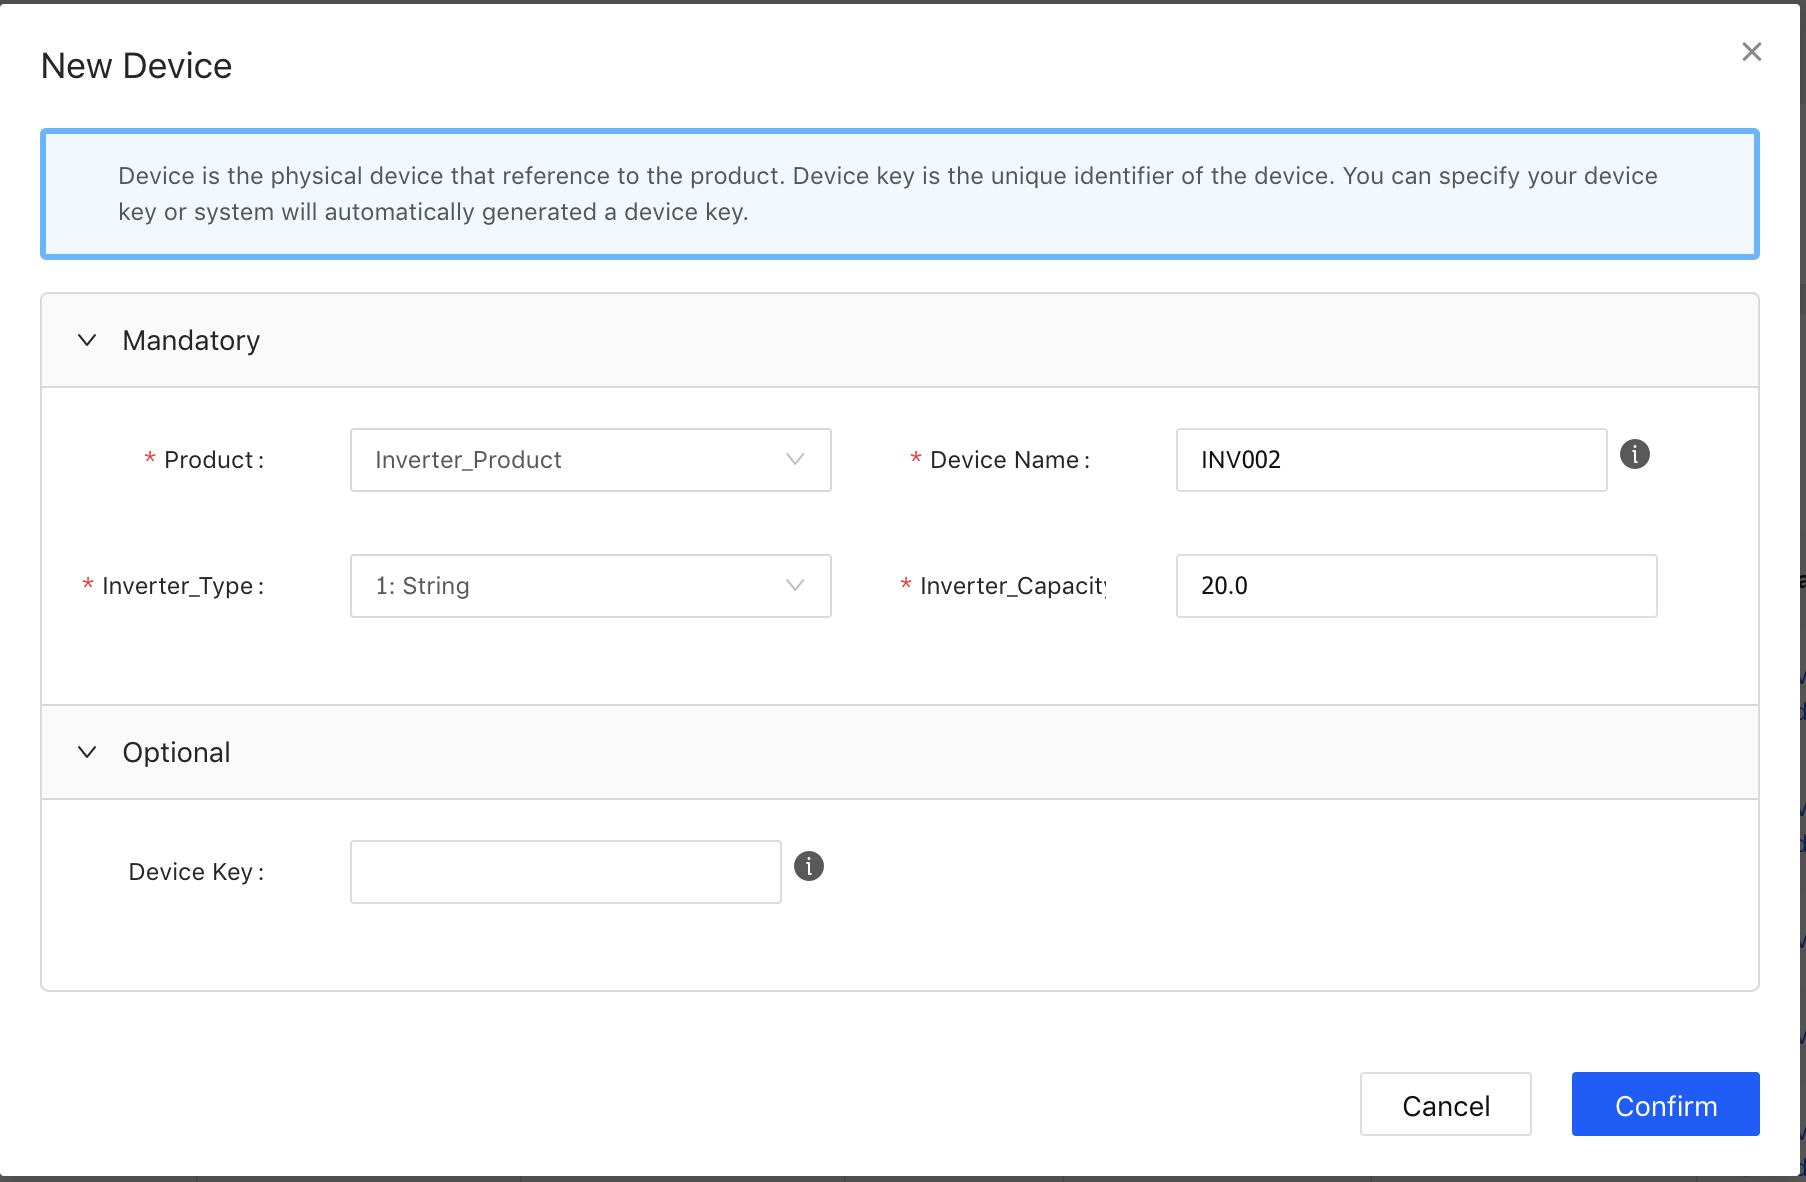 New Device
Device is the physical device that reference to the product. Device key is the unique identifier of the device. You can specify your device
key or system will automatically generated a device key.
Mandatory
* Product: Inverter_Product * Device Name: INV002
* Inverter_Type: 1: String * Inverter_Capacity 20.0
Optional
Device Key:
Cancel Confirm